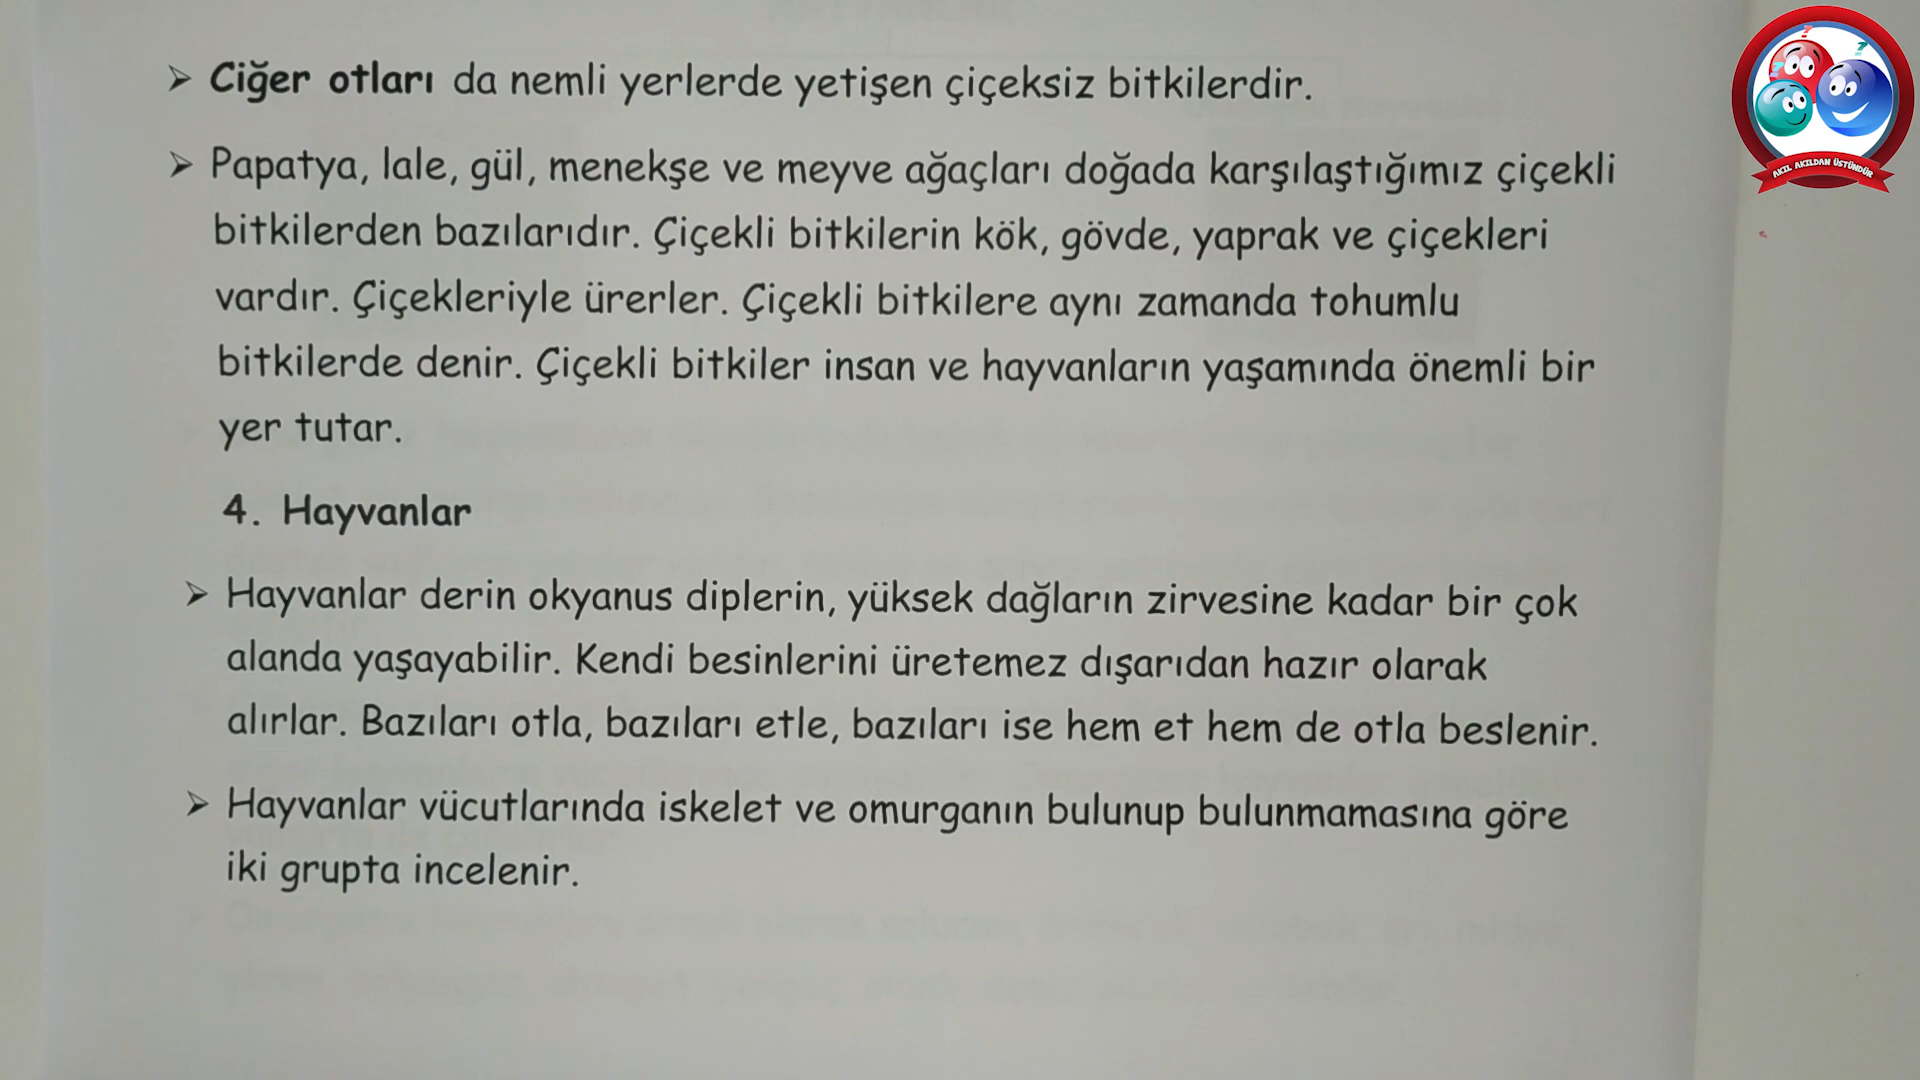 ➢ Ciğer otları da nemli yerlerde yetişen çiçeksiz bitkilerdir.
➢ Papatya, lale, gül, menekşe ve meyve ağaçları doğada karşılaştığımız çiçekli
bitkilerden bazılarıdır. Çiçekli bitkilerin kök, gövde, yaprak ve çiçekleri
vardır. Çiçekleriyle ürerler. Çiçekli bitkilere aynı zamanda tohumlu
bitkilerde denir. Çiçekli bitkiler insan ve hayvanların yaşamında önemli bir
yer tutar.
4. Hayvanlar
➢ Hayvanlar derin okyanus diplerin, yüksek dağların zirvesine kadar bir çok
alanda yaşayabilir. Kendi besinlerini üretemez dışarıdan hazır olarak
alırlar. Bazıları otla, bazıları etle, bazıları ise hem et hem de otla beslenir.
➢ Hayvanlar vücutlarında iskelet ve omurganın bulunup bulunmamasına göre
iki grupta incelenir.
AKIL AKILDAN ÜSTÜNDÜR